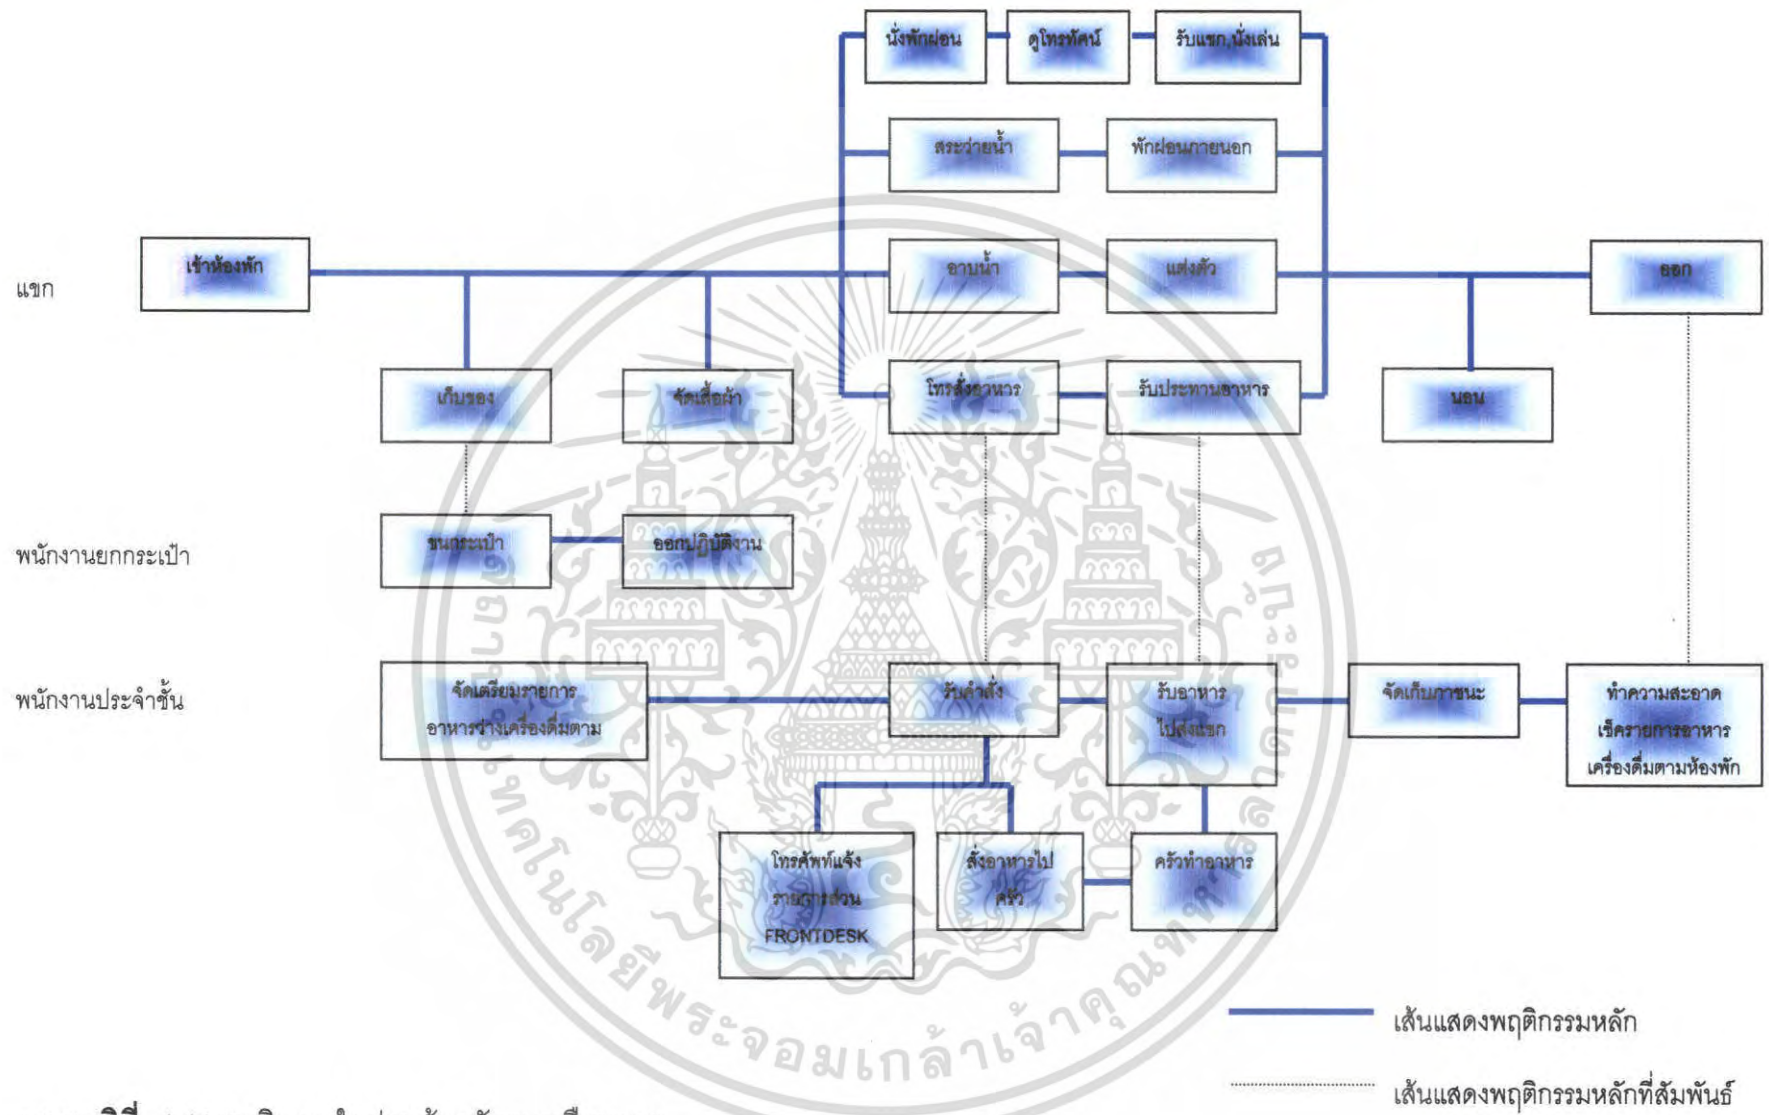 นั่งพักผ่อน
ดูโทรทัศน์
รับแขก,นั่งเล่น
สระว่ายน้ำ
พักผ่อนภายนอก
แขก
เข้าห้องพัก
อาบน้ำ
แต่งตัว
ออก
เก็บของ
จัดเสื้อผ้า
โทรสั่งอาหาร
รับประทานอาหาร
นอน
พนักงานยกกระเป๋า
ขนกระเป๋า
ออกปฏิบัติงาน
พนักงานประจำชั้น
จัดเตรียมรายการ
อาหารว่างเครื่องดื่มตาม
รับคำสั่ง
รับอาหาร
ไปส่งแขก
จัดเก็บภาชนะ
ทำความสะอาด
เช็ครายการอาหาร
เครื่องดื่มตามห้องพัก
โทรศัพท์แจ้ง
รายการส่วน
FRONTDESK
สั่งอาหารไป
ครัว
ครัวทำอาหาร
เส้นแสดงพฤติกรรมหลัก
เส้นแสดงพฤติกรรมหลักที่สัมพันธ์